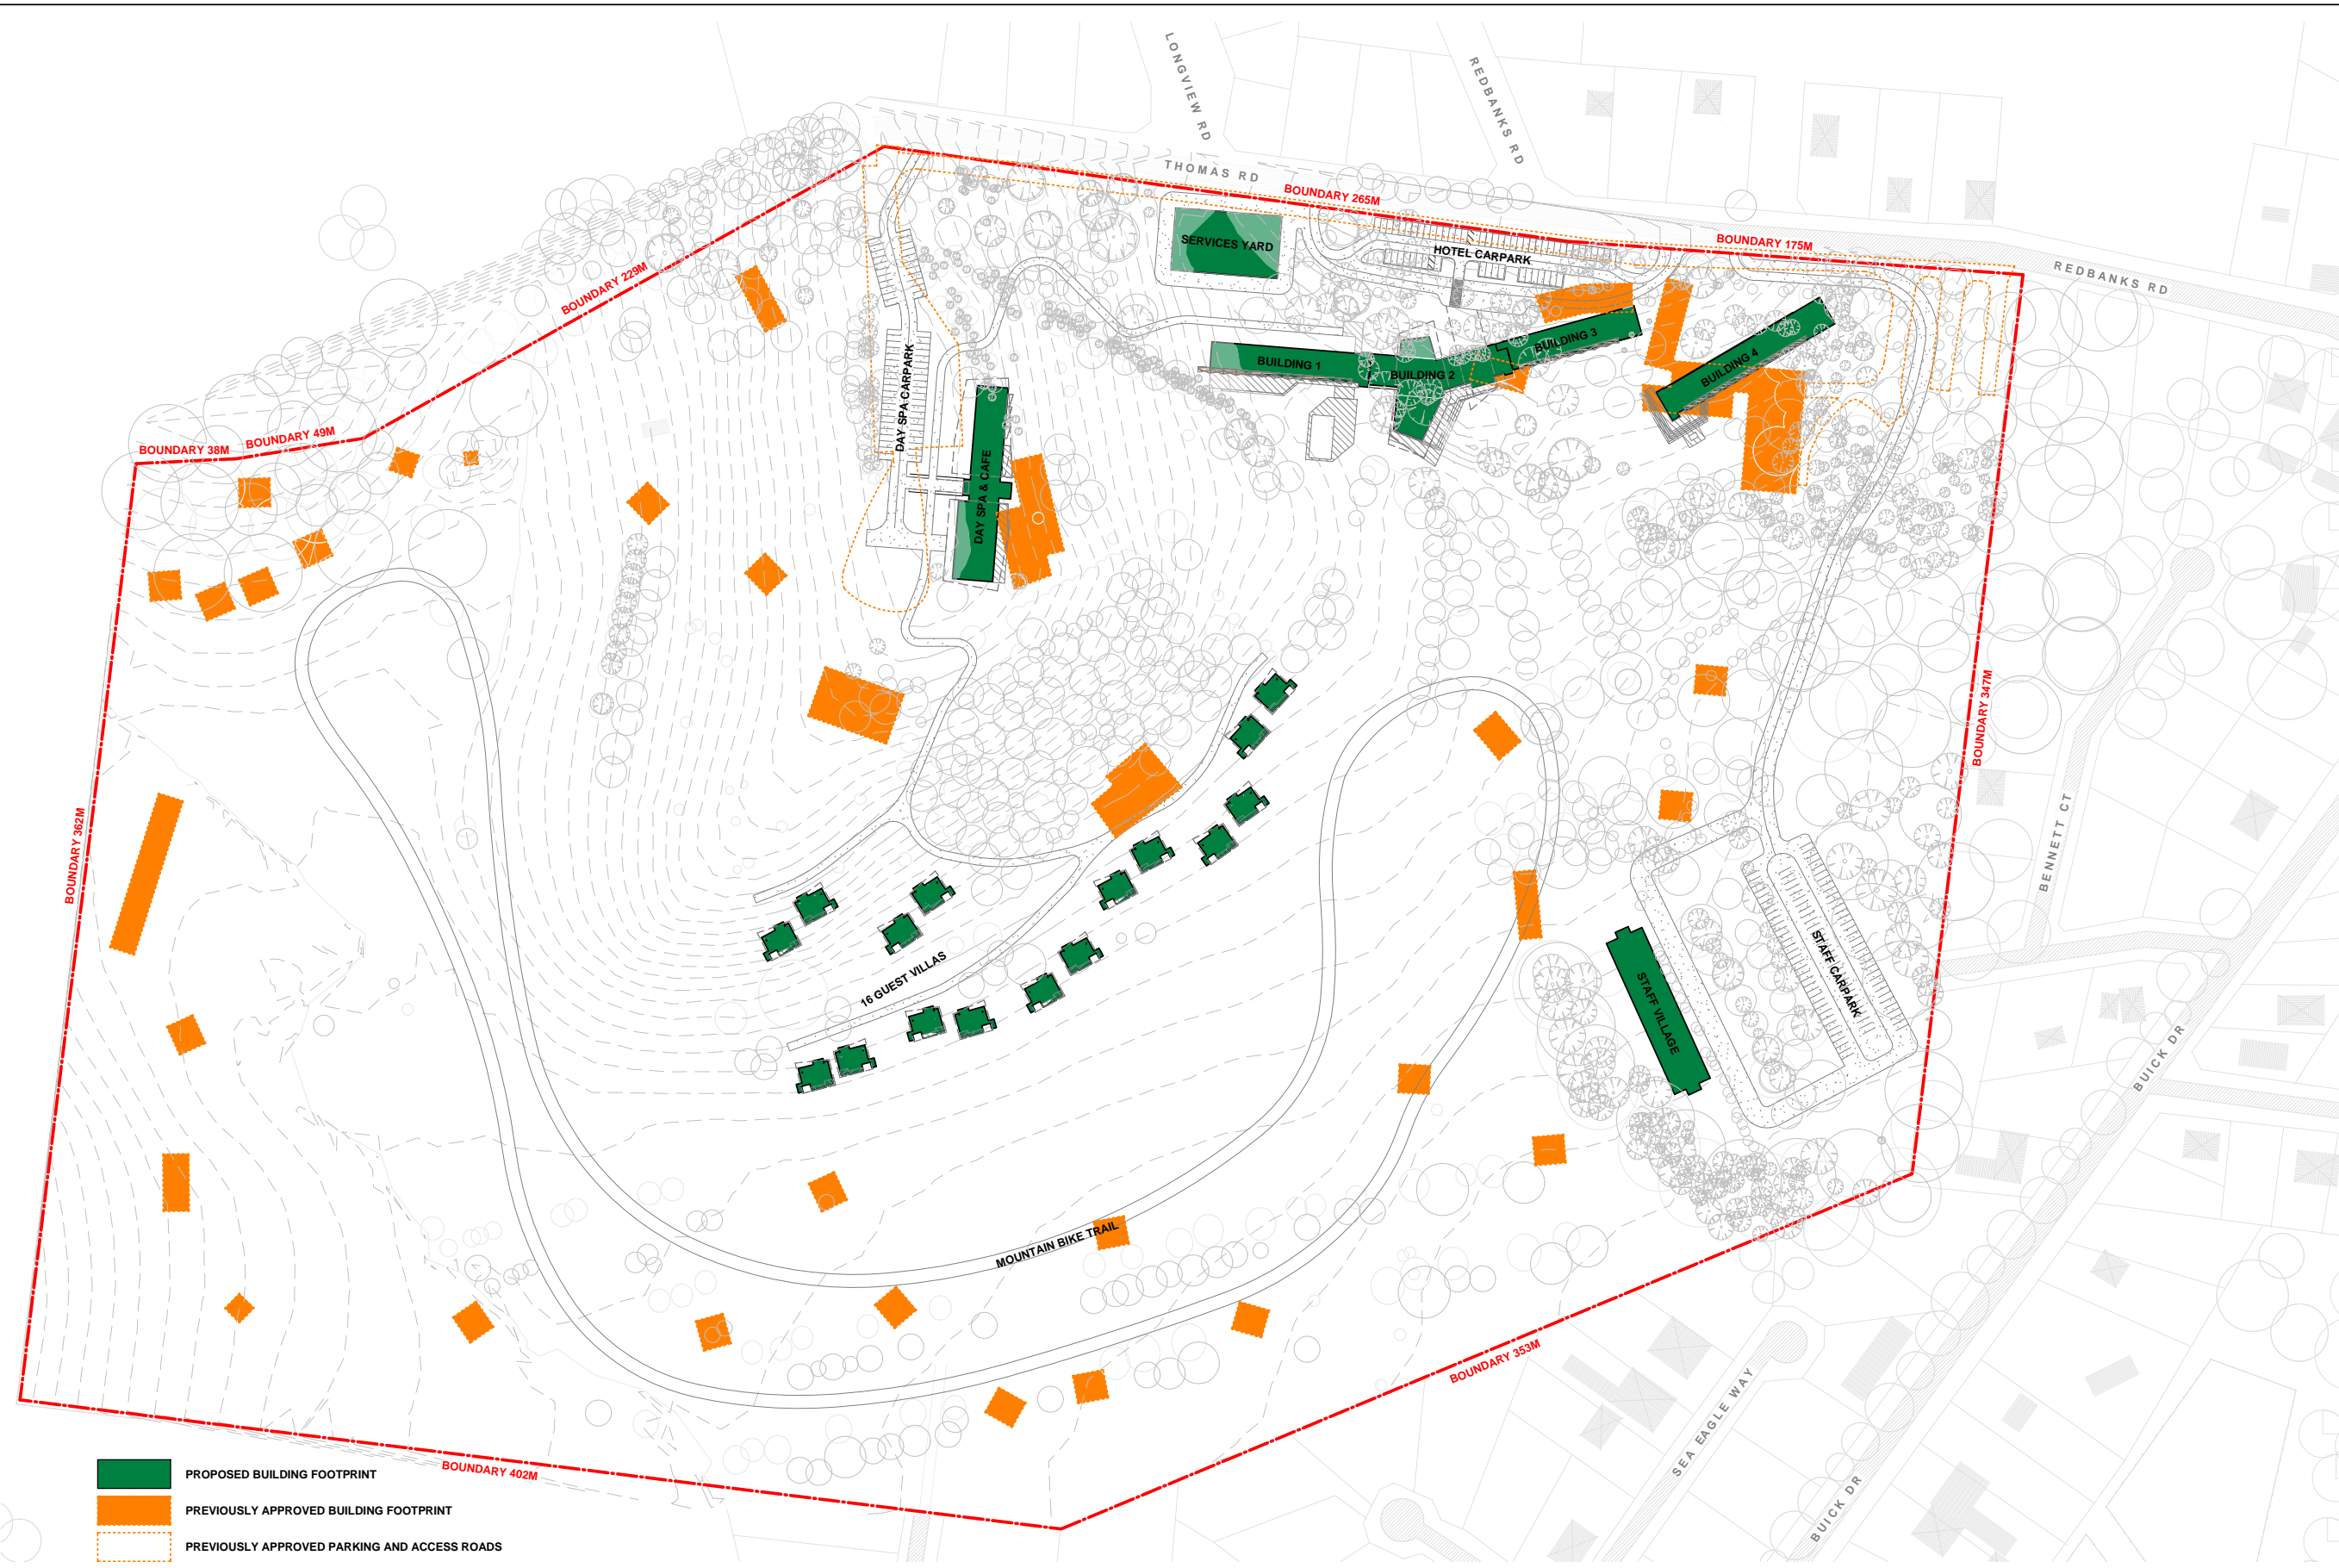 LONGVIEW RD
REDBANKS RD
THOMAS RD
BOUNDARY 265M
BOUNDARY 175M
REDBANKS RD
SERVICES YARD
HOTEL CARPARK
BOUNDARY 229M
BUILDING 1
BUILDING 2
BUILDING 3
BUILDING 4
DAY SPA CARPARK
DAY SPA & CAFE
BOUNDARY 38M
BOUNDARY 49M
BOUNDARY 347M
BENNETT CT
BOUNDARY 362M
16 GUEST VILLAS
STAFF VILLAGE
STAFF CARPARK
BUICK DR
MOUNTAIN BIKE TRAIL
BOUNDARY 353M
SEA EAGLE WAY
BUICK DR
BOUNDARY 402M
PROPOSED BUILDING FOOTPRINT
PREVIOUSLY APPROVED BUILDING FOOTPRINT
PREVIOUSLY APPROVED PARKING AND ACCESS ROADS